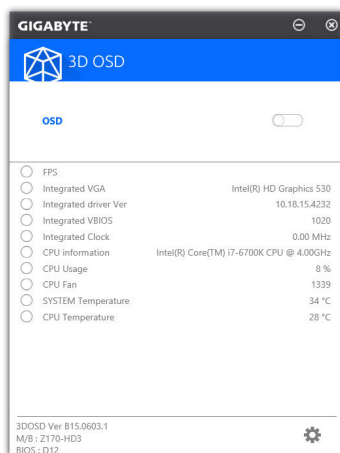 GIGABYTE™
3D OSD
OSD
FPS
Integrated VGA Intel(R) HD Graphics 530
Integrated driver Ver 10.18.15.4232
Integrated VBIOS 1020
Integrated Clock 0.00 MHz
CPU information Intel(R) Core(TM) i7-6700K CPU @ 4.00GHz
CPU Usage 8 %
CPU Fan 1339
SYSTEM Temperature 34 °C
CPU Temperature 28 °C
3DOSD Ver B15.0603.1
M/B : Z170-HD3
BIOS : D12